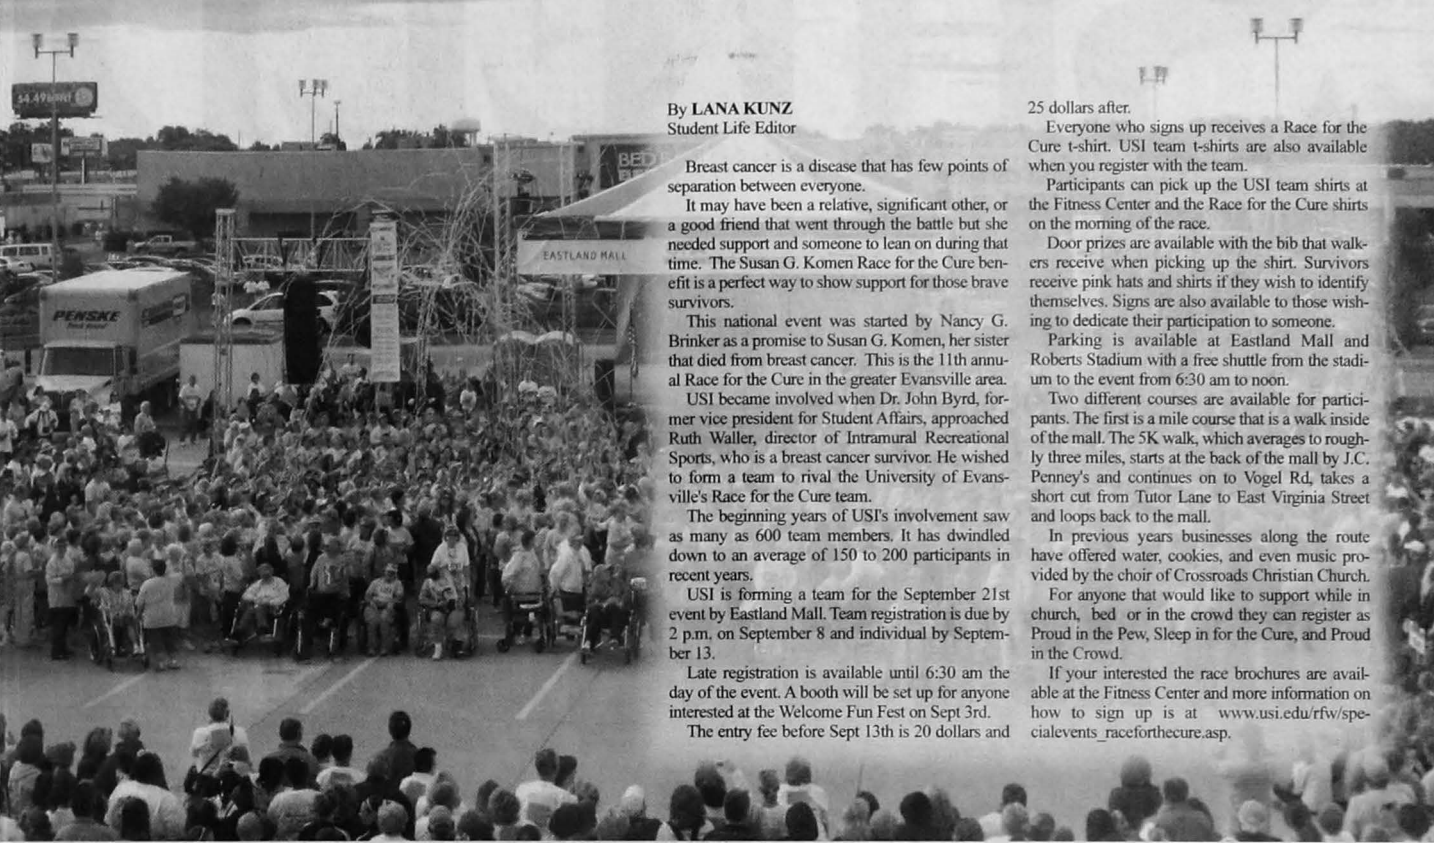 $4.49
PENSKE
BED
EASTLAND MALL
By LANA KUNZ
Student Life Editor
Breast cancer is a disease that has few points of
separation between everyone.
It may have been a relative, significant other, or
a good friend that went through the battle but she
needed support and someone to lean on during that
time. The Susan G. Komen Race for the Cure ben-
efit is a perfect way to show support for those brave
survivors.
This national event was started by Nancy G.
Brinker as a promise to Susan G. Komen, her sister
that died from breast cancer. This is the 11th annu-
al Race for the Cure in the greater Evansville area.
USI became involved when Dr. John Byrd, for-
mer vice president for Student Affairs, approached
Ruth Waller, director of Intramural Recreational
Sports, who is a breast cancer survivor. He wished
to form a team to rival the University of Evans-
ville's Race for the Cure team.
The beginning years of USI's involvement saw
as many as 600 team members. It has dwindled
down to an average of 150 to 200 participants in
recent years.
USI is forming a team for the September 21st
event by Eastland Mall. Team registration is due by
2 p.m. on September 8 and individual by Septem-
ber 13.
Late registration is available until 6:30 am the
day of the event. A booth will be set up for anyone
interested at the Welcome Fun Fest on Sept 3rd.
The entry fee before Sept 13th is 20 dollars and
25 dollars after.
Everyone who signs up receives a Race for the
Cure t-shirt. USI team t-shirts are also available
when you register with the team.
Participants can pick up the USI team shirts at
the Fitness Center and the Race for the Cure shirts
on the morning of the race.
Door prizes are available with the bib that walk-
ers receive when picking up the shirt. Survivors
receive pink hats and shirts if they wish to identify
themselves. Signs are also available to those wish-
ing to dedicate their participation to someone.
Parking is available at Eastland Mall and
Roberts Stadium with a free shuttle from the stadi-
um to the event from 6:30 am to noon.
Two different courses are available for partici-
pants. The first is a mile course that is a walk inside
of the mall. The 5K walk, which averages to rough-
ly three miles, starts at the back of the mall by J.C.
Penney's and continues on to Vogel Rd, takes a
short cut from Tutor Lane to East Virginia Street
and loops back to the mall.
In previous years businesses along the route
have offered water, cookies, and even music pro-
vided by the choir of Crossroads Christian Church.
For anyone that would like to support while in
church, bed or in the crowd they can register as
Proud in the Pew, Sleep in for the Cure, and Proud
in the Crowd.
If your interested the race brochures are avail-
able at the Fitness Center and more information on
how to sign up is at www.usi.edu/rfw/spe-
cialevents_raceforthecure.asp.